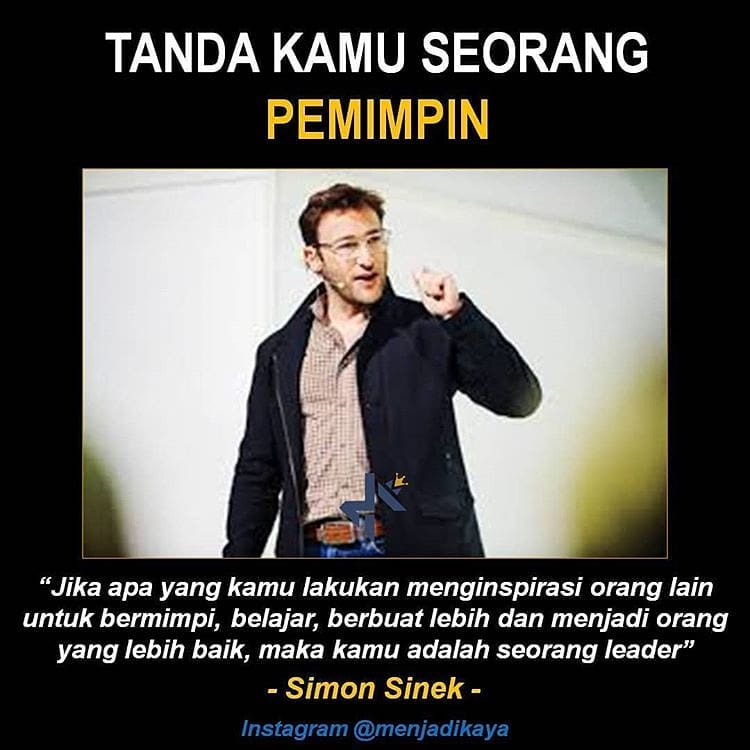 TANDA KAMU SEORANG
PEMIMPIN
“Jika apa yang kamu lakukan menginspirasi orang lain
untuk bermimpi, belajar, berbuat lebih dan menjadi orang
yang lebih baik, maka kamu adalah seorang leader”
- Simon Sinek -
Instagram @menjadikaya